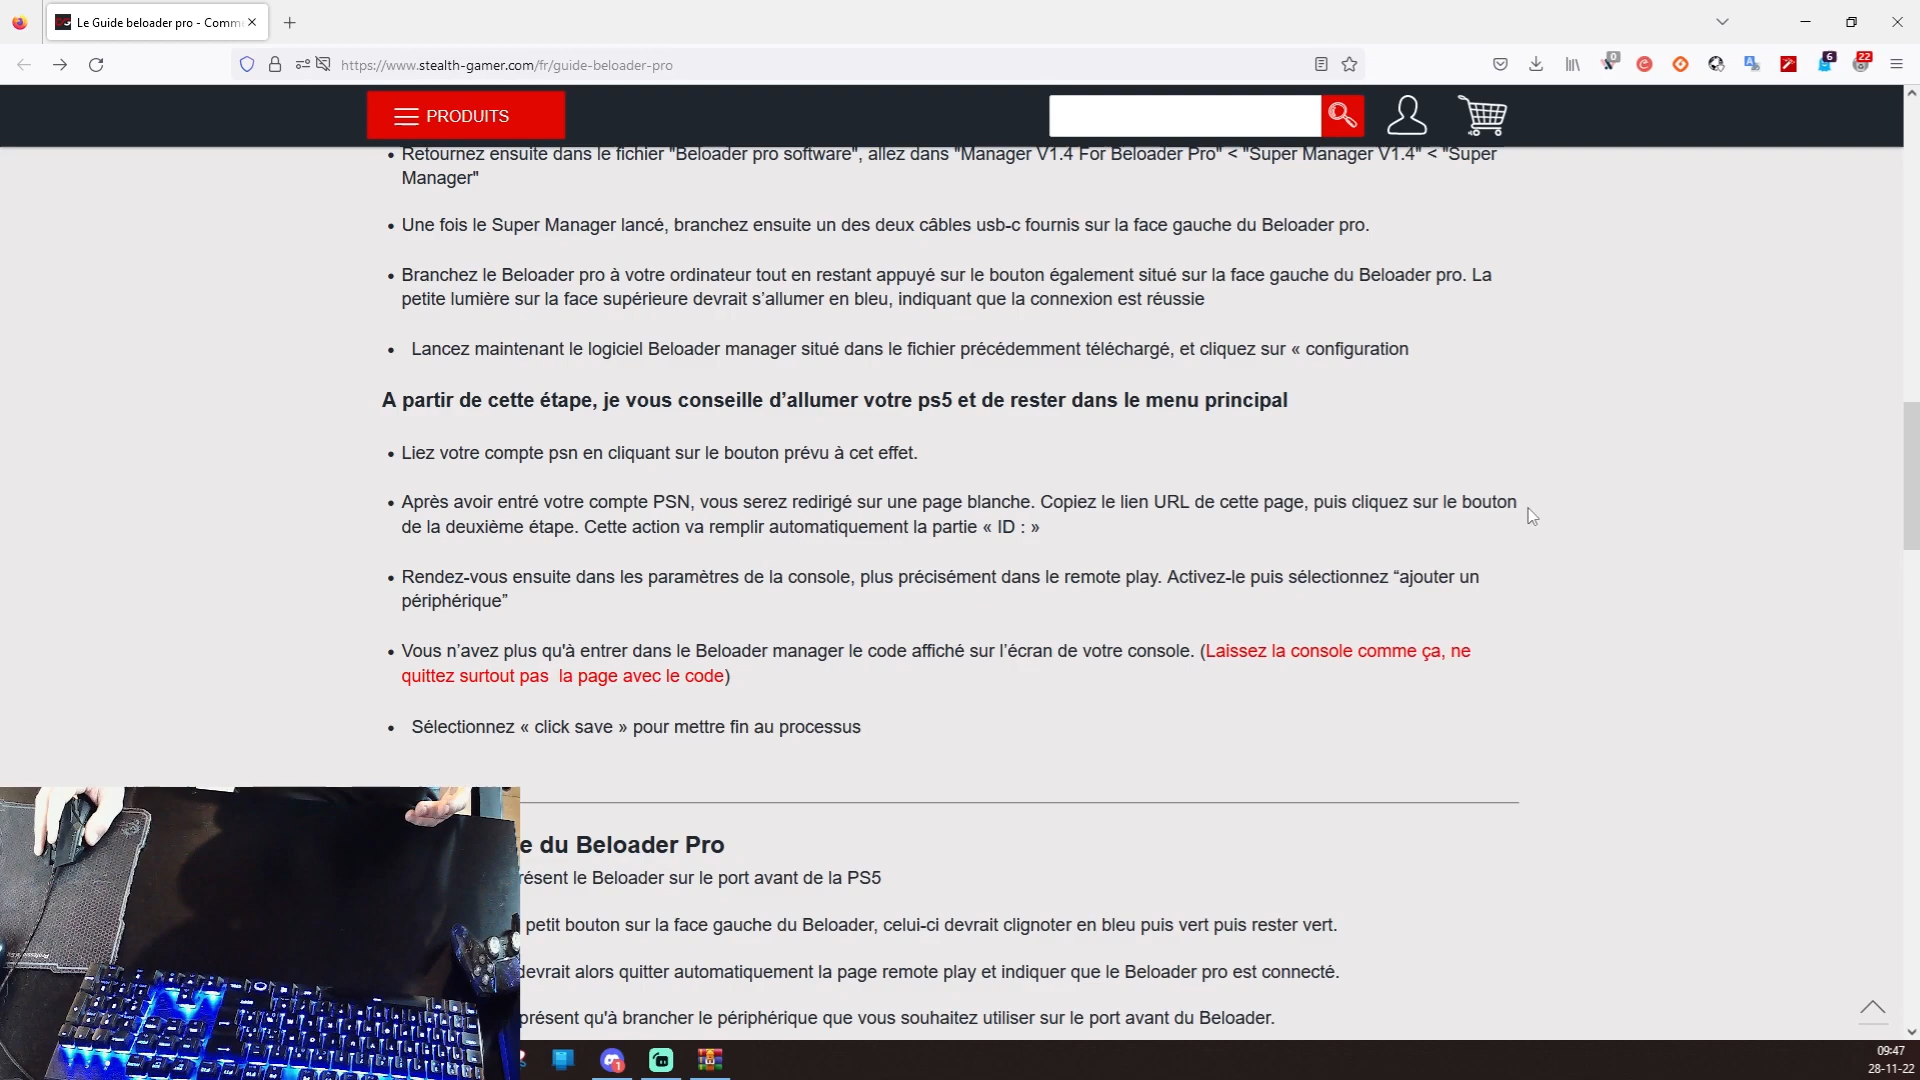 Le Guide beloader pro - Comm
https://www.stealth-gamer.com/fr/guide-beloader-pro
0
6
22
PRODUITS
• Retournez ensuite dans le fichier "Beloader pro software", allez dans "Manager V1.4 For Beloader Pro" < "Super Manager V1.4" < "Super
Manager"
• Une fois le Super Manager lancé, branchez ensuite un des deux câbles usb-c fournis sur la face gauche du Beloader pro.
• Branchez le Beloader pro à votre ordinateur tout en restant appuyé sur le bouton également situé sur la face gauche du Beloader pro. La
petite lumière sur la face supérieure devrait s’allumer en bleu, indiquant que la connexion est réussie
• Lancez maintenant le logiciel Beloader manager situé dans le fichier précédemment téléchargé, et cliquez sur « configuration
A partir de cette étape, je vous conseille d’allumer votre ps5 et de rester dans le menu principal
• Liez votre compte psn en cliquant sur le bouton prévu à cet effet.
• Après avoir entré votre compte PSN, vous serez redirigé sur une page blanche. Copiez le lien URL de cette page, puis cliquez sur le bouton
de la deuxième étape. Cette action va remplir automatiquement la partie « ID : »
• Rendez-vous ensuite dans les paramètres de la console, plus précisément dans le remote play. Activez-le puis sélectionnez “ajouter un
périphérique”
• Vous n’avez plus qu'à entrer dans le Beloader manager le code affiché sur l’écran de votre console. (Laissez la console comme ça, ne
quittez surtout pas la page avec le code)
• Sélectionnez « click save » pour mettre fin au processus
e du Beloader Pro
résent le Beloader sur le port avant de la PS5
petit bouton sur la face gauche du Beloader, celui-ci devrait clignoter en bleu puis vert puis rester vert.
devrait alors quitter automatiquement la page remote play et indiquer que le Beloader pro est connecté.
présent qu'à brancher le périphérique que vous souhaitez utiliser sur le port avant du Beloader.
1
09:47
28-11-22